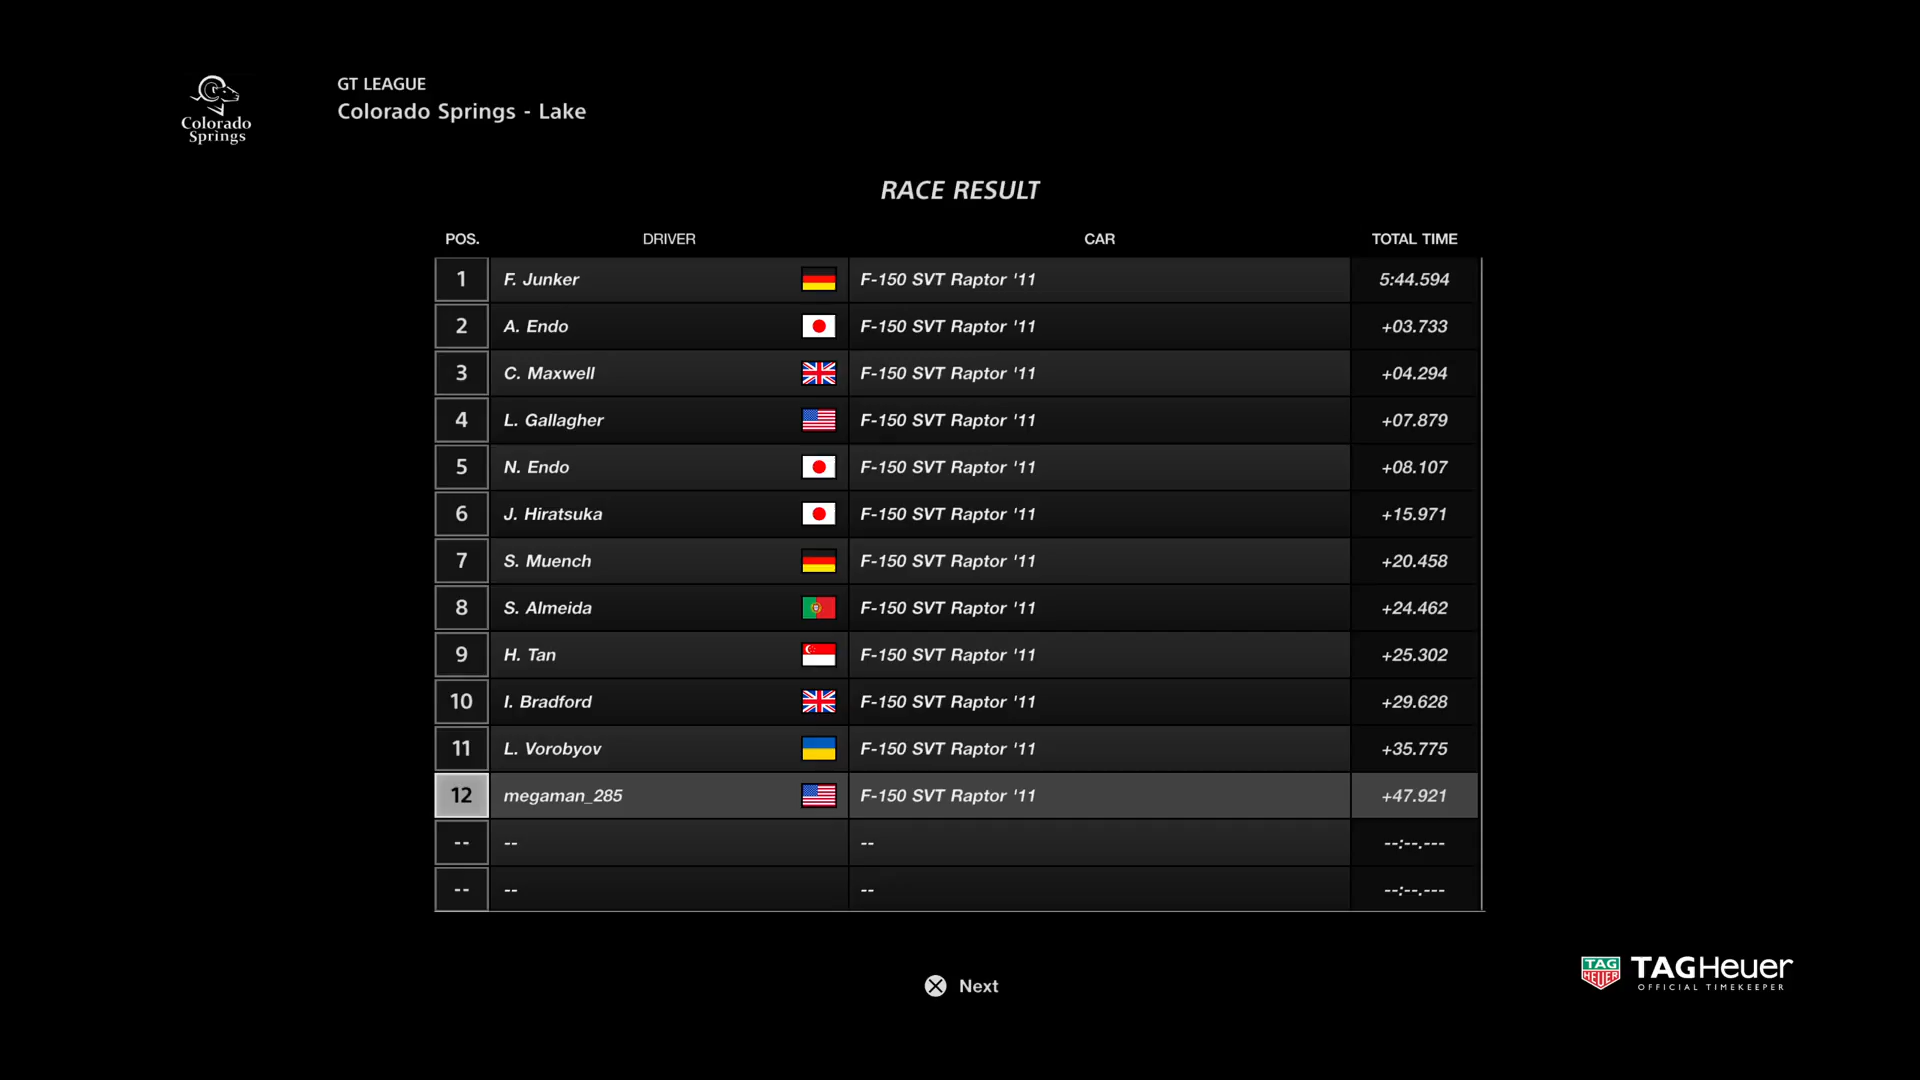 Colorado
Springs
GT LEAGUE
Colorado Springs - Lake
RACE RESULT
POS. DRIVER CAR TOTAL TIME
1 F. Junker F-150 SVT Raptor '11 5:44.594
2 A. Endo F-150 SVT Raptor '11 +03.733
3 C. Maxwell F-150 SVT Raptor '11 +04.294
4 L. Gallagher F-150 SVT Raptor '11 +07.879
5 N. Endo F-150 SVT Raptor '11 +08.107
6 J. Hiratsuka F-150 SVT Raptor '11 +15.971
7 S. Muench F-150 SVT Raptor '11 +20.458
8 S. Almeida F-150 SVT Raptor '11 +24.462
9 H. Tan F-150 SVT Raptor '11 +25.302
10 I. Bradford F-150 SVT Raptor '11 +29.628
11 L. Vorobyov F-150 SVT Raptor '11 +35.775
12 megaman_285 F-150 SVT Raptor '11 +47.921
-- -- -- --:--.---
-- -- -- --:--.---
Next
TAG
HEUER
TAGHeuer
OFFICIAL TIMEKEEPER